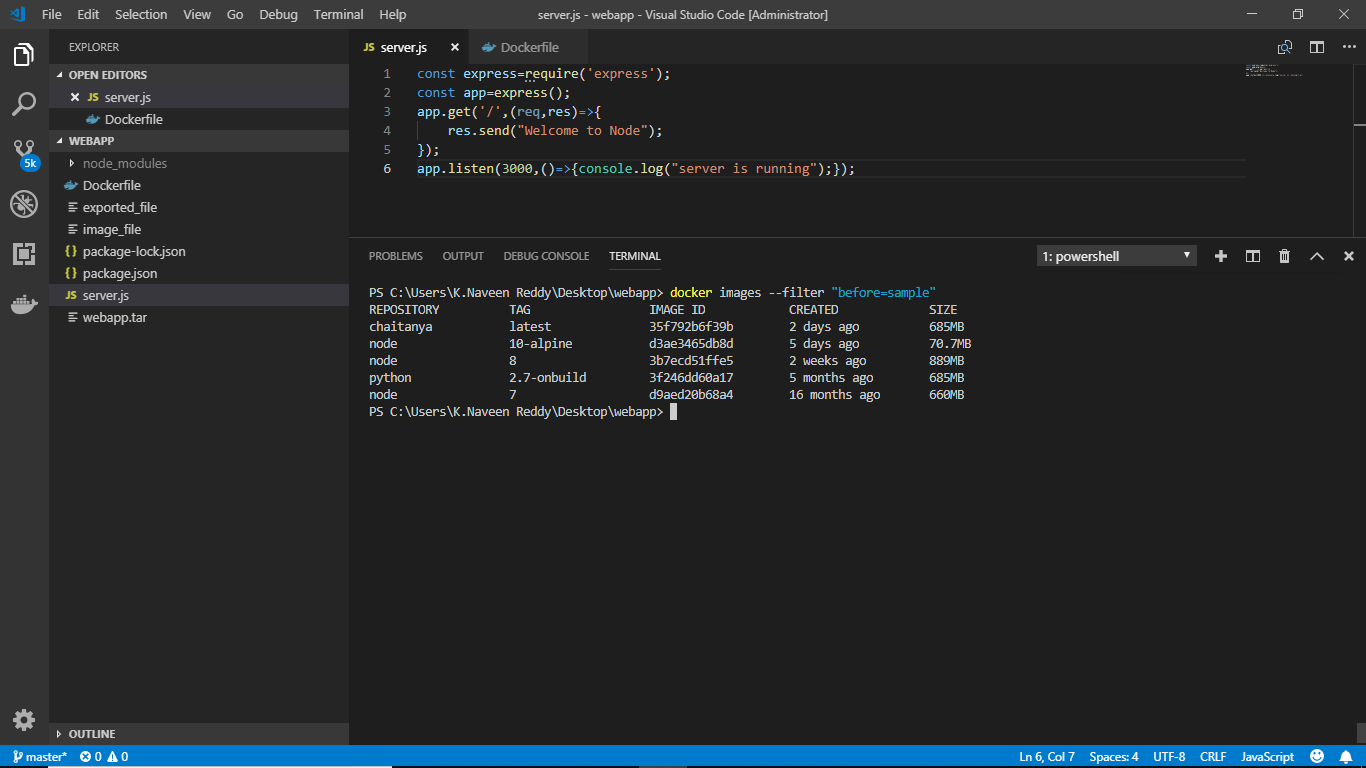 File Edit Selection View Go Debug Terminal Help server.js - webapp - Visual Studio Code [Administrator]
EXPLORER
OPEN EDITORS
JS server.js
Dockerfile
WEBAPP
node_modules
Dockerfile
exported_file
image_file
{} package-lock.json
{} package.json
JS server.js
webapp.tar
5k
OUTLINE
JS server.js Dockerfile
1 const express=require('express');
2 const app=express();
3 app.get('/',(req,res)=>{
4 res.send("Welcome to Node");
5 });
6 app.listen(3000,()=>{console.log("server is running");});
PROBLEMS OUTPUT DEBUG CONSOLE TERMINAL 1: powershell
PS C:\Users\K.Naveen Reddy\Desktop\webapp> docker images --filter "before=sample"
REPOSITORY TAG IMAGE ID CREATED SIZE
chaitanya latest 35f792b6f39b 2 days ago 685MB
node 10-alpine d3ae3465db8d 5 days ago 70.7MB
node 8 3b7ecd51ffe5 2 weeks ago 889MB
python 2.7-onbuild 3f246dd60a17 5 months ago 685MB
node 7 d9aed20b68a4 16 months ago 660MB
PS C:\Users\K.Naveen Reddy\Desktop\webapp>
master* 0 0 Ln 6, Col 7 Spaces: 4 UTF-8 CRLF JavaScript